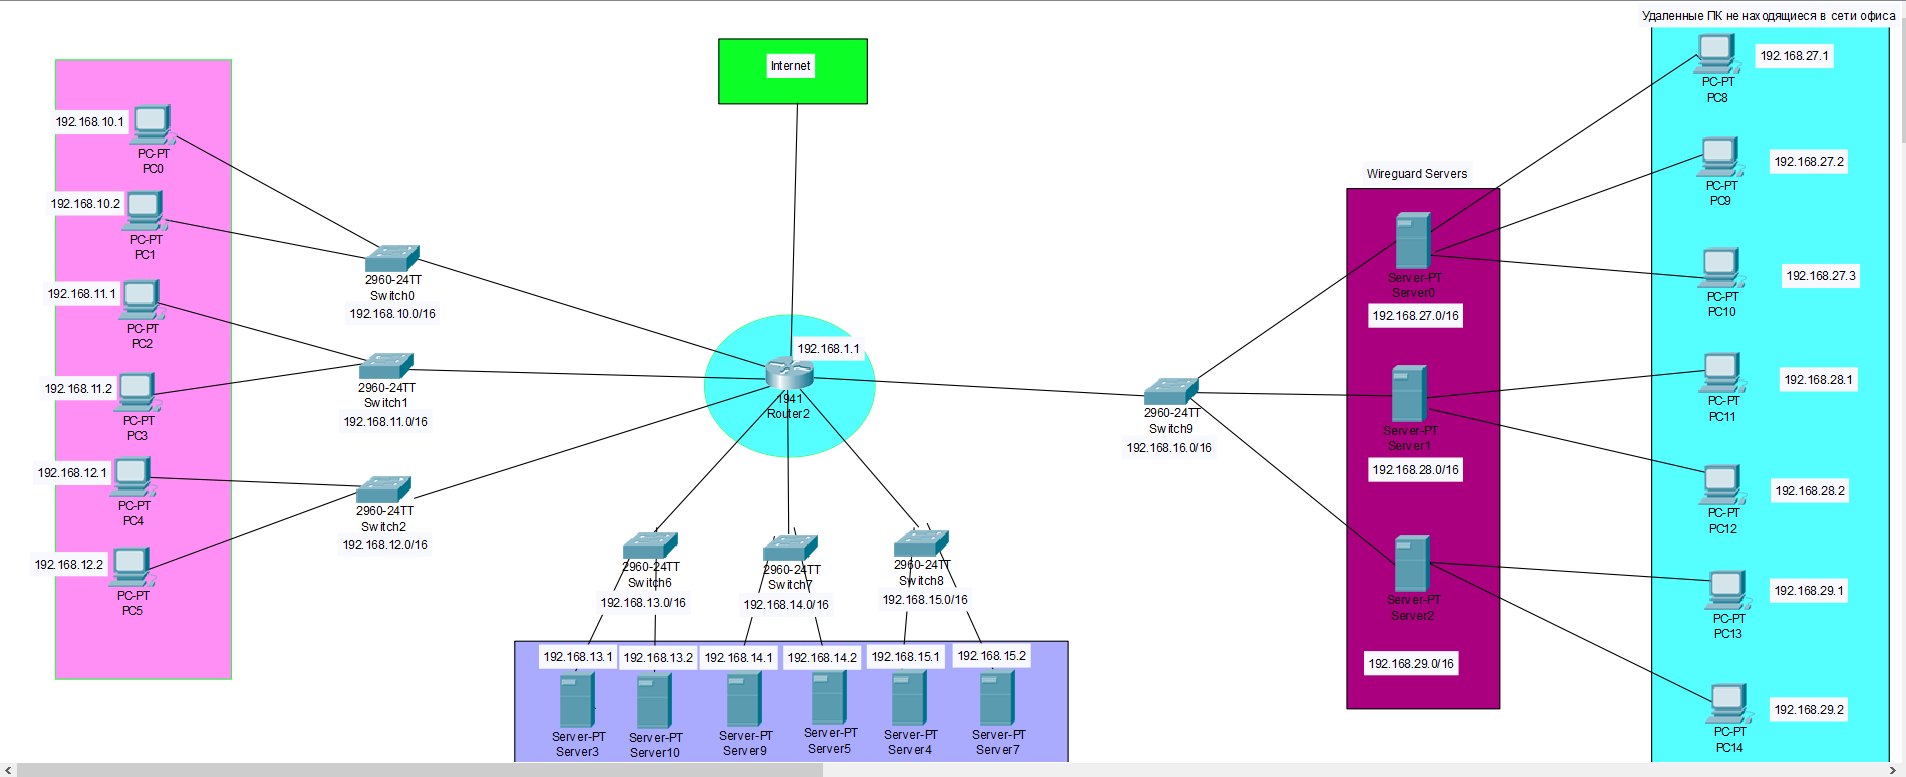 Удаленные ПК не находящиеся в сети офиса
Internet
192.168.10.1
PC-PT
PC0
192.168.10.2
PC-PT
PC1
192.168.11.1
PC-PT
PC2
192.168.11.2
PC-PT
PC3
192.168.12.1
PC-PT
PC4
192.168.12.2
PC-PT
PC5
2960-24TT
Switch0
192.168.10.0/16
2960-24TT
Switch1
192.168.11.0/16
2960-24TT
Switch2
192.168.12.0/16
192.168.1.1
1941
Router2
2960-24TT
Switch6
192.168.13.0/16
2960-24TT
Switch7
192.168.14.0/16
2960-24TT
Switch8
192.168.15.0/16
192.168.13.1
192.168.13.2
192.168.14.1
192.168.14.2
192.168.15.1
192.168.15.2
Server-PT
Server3
Server-PT
Server10
Server-PT
Server9
Server-PT
Server5
Server-PT
Server4
Server-PT
Server7
2960-24TT
Switch9
192.168.16.0/16
Wireguard Servers
Server-PT
Server0
192.168.27.0/16
Server-PT
Server1
192.168.28.0/16
Server-PT
Server2
192.168.29.0/16
192.168.27.1
PC-PT
PC8
192.168.27.2
PC-PT
PC9
192.168.27.3
PC-PT
PC10
192.168.28.1
PC-PT
PC11
192.168.28.2
PC-PT
PC12
192.168.29.1
PC-PT
PC13
192.168.29.2
PC-PT
PC14